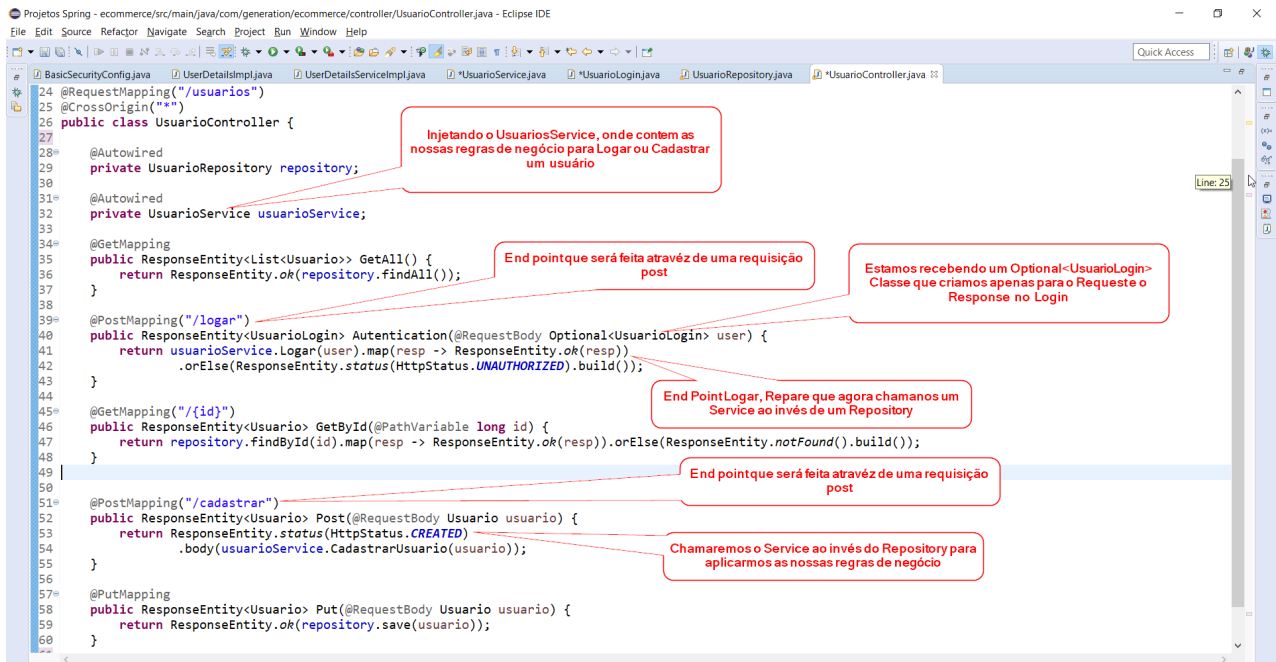 Projetos Spring - ecommerce/src/main/java/com/generation/ecommerce/controller/UsuarioController.java - Eclipse IDE
File Edit Source Refactor Navigate Search Project Run Window Help
Quick Access
BasicSecurityConfig.java UserDetailsImpl.java UserDetailsServiceImpl.java *UsuarioService.java *UsuarioLogin.java UsuarioRepository.java *UsuarioController.java
24 @RequestMapping("/usuarios")
25 @CrossOrigin("*")
26 public class UsuarioController {
27
Injetando o UsuariosService, onde contem as
nossas regras de negócio para Logar ou Cadastrar
um usuário
28 @Autowired
29 private UsuarioRepository repository;
30
Line: 25
31 @Autowired
32 private UsuarioService usuarioService;
33
34 @GetMapping
35 public ResponseEntity<List<Usuario>> GetAll() {
36 return ResponseEntity.ok(repository.findAll());
37 }
End point que será feita atravéz de uma requisição
post
Estamos recebendo um Optional<UsuarioLogin>
Classe que criamos apenas para o Requeste o
Response no Login
38
39 @PostMapping("/logar")
40 public ResponseEntity<UsuarioLogin> Autentication(@RequestBody Optional<UsuarioLogin> user) {
41 return usuarioService.Logar(user).map(resp -> ResponseEntity.ok(resp))
42 .orElse(ResponseEntity.status(HttpStatus.UNAUTHORIZED).build());
43 }
44
End Point Logar, Repare que agora chamanos um
Service ao invés de um Repository
45 @GetMapping("/{id}")
46 public ResponseEntity<Usuario> GetById(@PathVariable long id) {
47 return repository.findById(id).map(resp -> ResponseEntity.ok(resp)).orElse(ResponseEntity.notFound().build());
48 }
49
50
End point que será feita atravéz de uma requisição
post
51 @PostMapping("/cadastrar")
52 public ResponseEntity<Usuario> Post(@RequestBody Usuario usuario) {
53 return ResponseEntity.status(HttpStatus.CREATED)
54 .body(usuarioService.CadastrarUsuario(usuario));
55 }
Chamaremos o Service ao invés do Repository para
aplicarmos as nossas regras de negócio
56
57 @PutMapping
58 public ResponseEntity<Usuario> Put(@RequestBody Usuario usuario) {
59 return ResponseEntity.ok(repository.save(usuario));
60 }